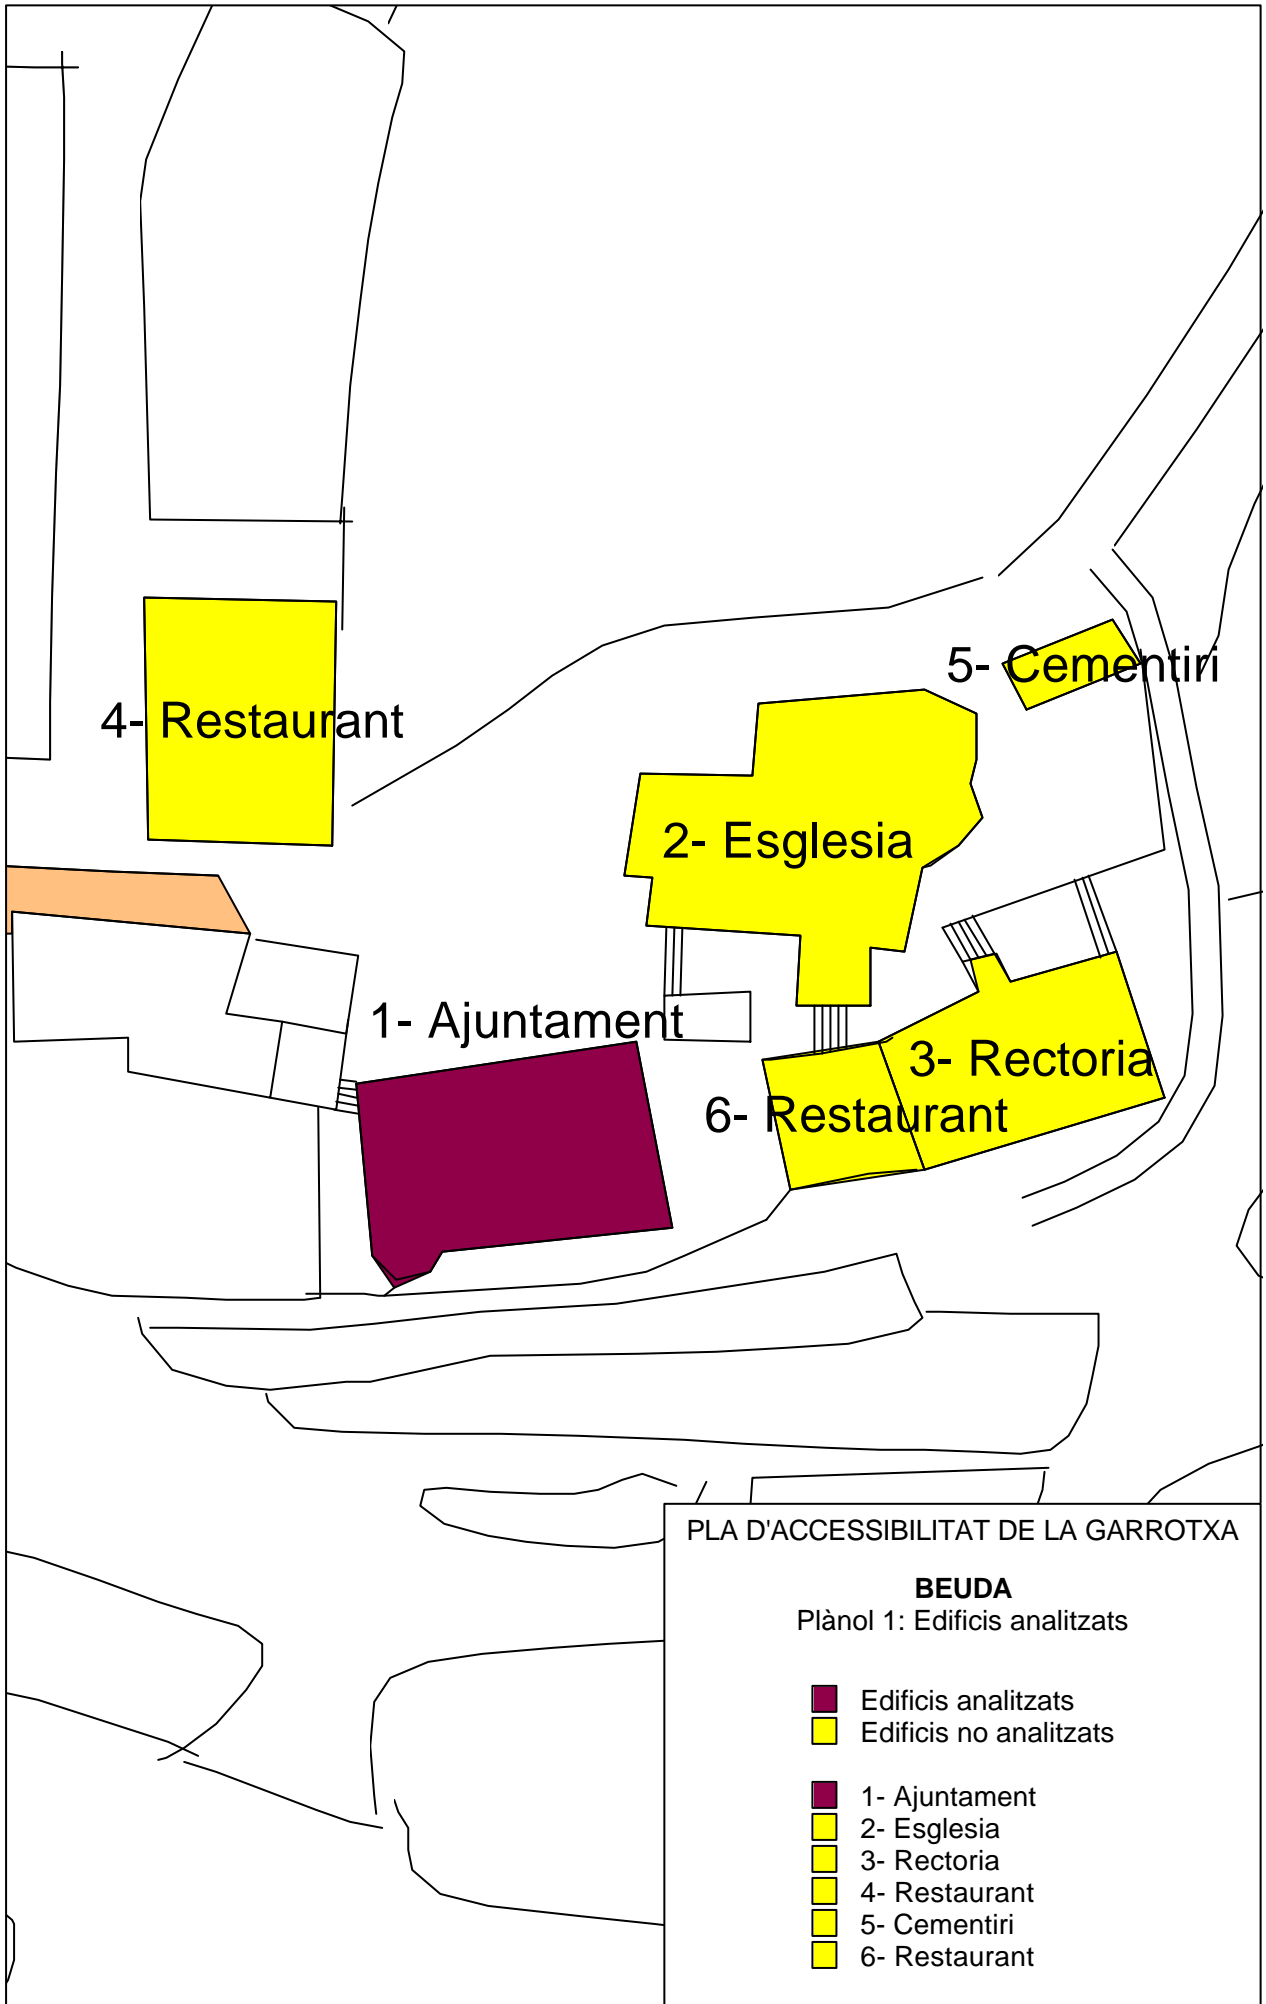 5- Cementiri
4- Restaurant
2- Esglesia
1- Ajuntament
3- Rectoria
6- Restaurant
PLA D'ACCESSIBILITAT DE LA GARROTXA
BEUDA
Plànol 1: Edificis analitzats
Edificis analitzats
Edificis no analitzats
1- Ajuntament
2- Esglesia
3- Rectoria
4- Restaurant
5- Cementiri
6- Restaurant